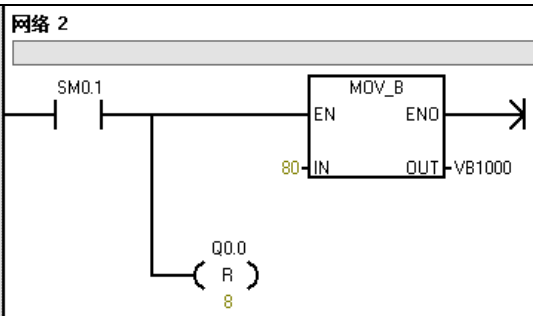 网络 2
SM0.1
MOV_B
EN ENO
80 IN OUT VB1000
Q0.0
R
8